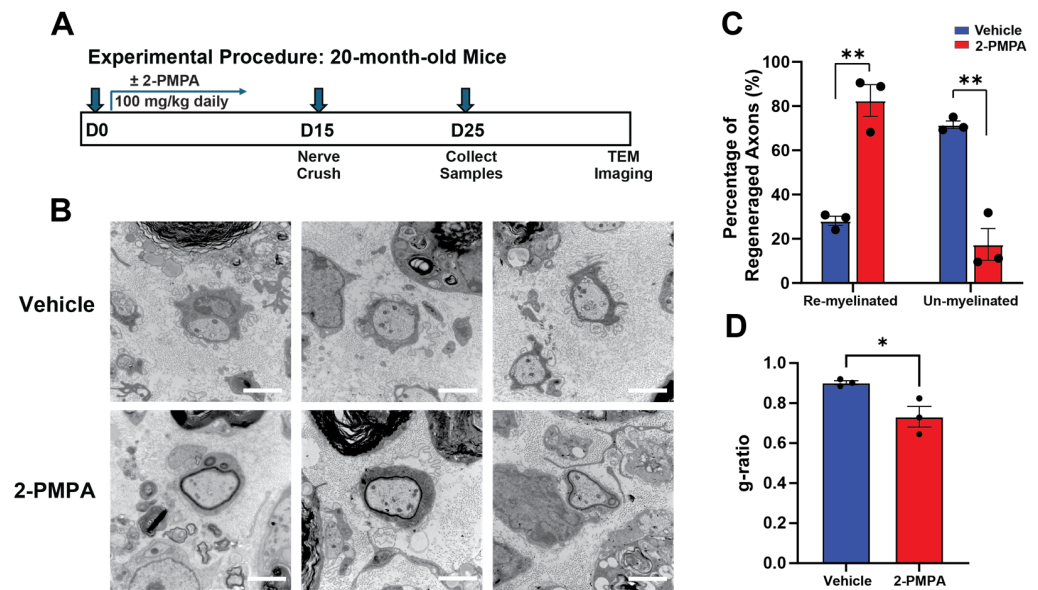 A
Experimental Procedure: 20-month-old Mice
± 2-PMPA
100 mg/kg daily
D0
D15
D25
Nerve
Crush
Collect
Samples
TEM
Imaging
B
Vehicle
2-PMPA
C
Vehicle
2-PMPA
Percentage of
Regeneraged Axons (%)
100
80
60
40
20
0
**
**
Re-myelinated
Un-myelinated
D
g-ratio
1.0
0.8
0.6
0.4
0.2
0.0
*
Vehicle
2-PMPA